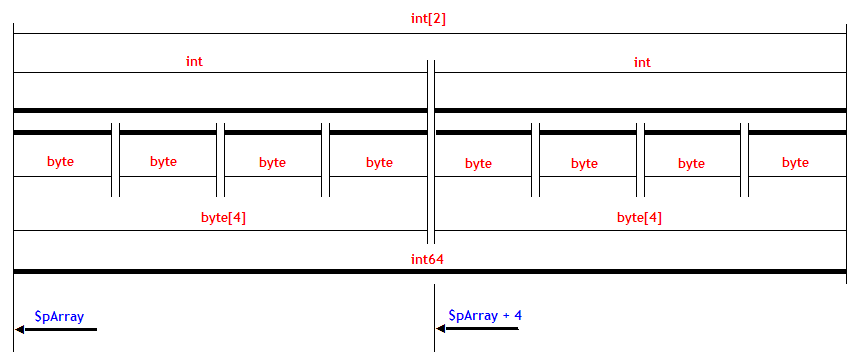 int[2]
int int
byte byte byte byte byte byte byte byte
byte[4] byte[4]
int64
$pArray $pArray + 4